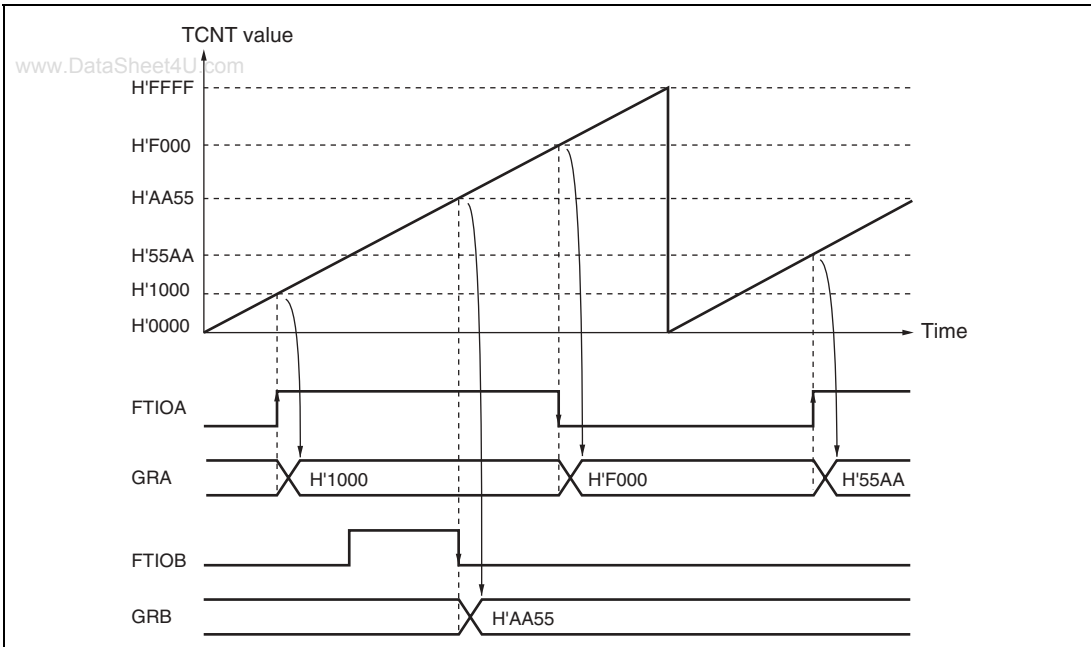 TCNT value
www.DataSheet4U.com
H'FFFF
H'F000
H'AA55
H'55AA
H'1000
H'0000
Time
FTIOA
GRA
H'1000
H'F000
H'55AA
FTIOB
GRB
H'AA55